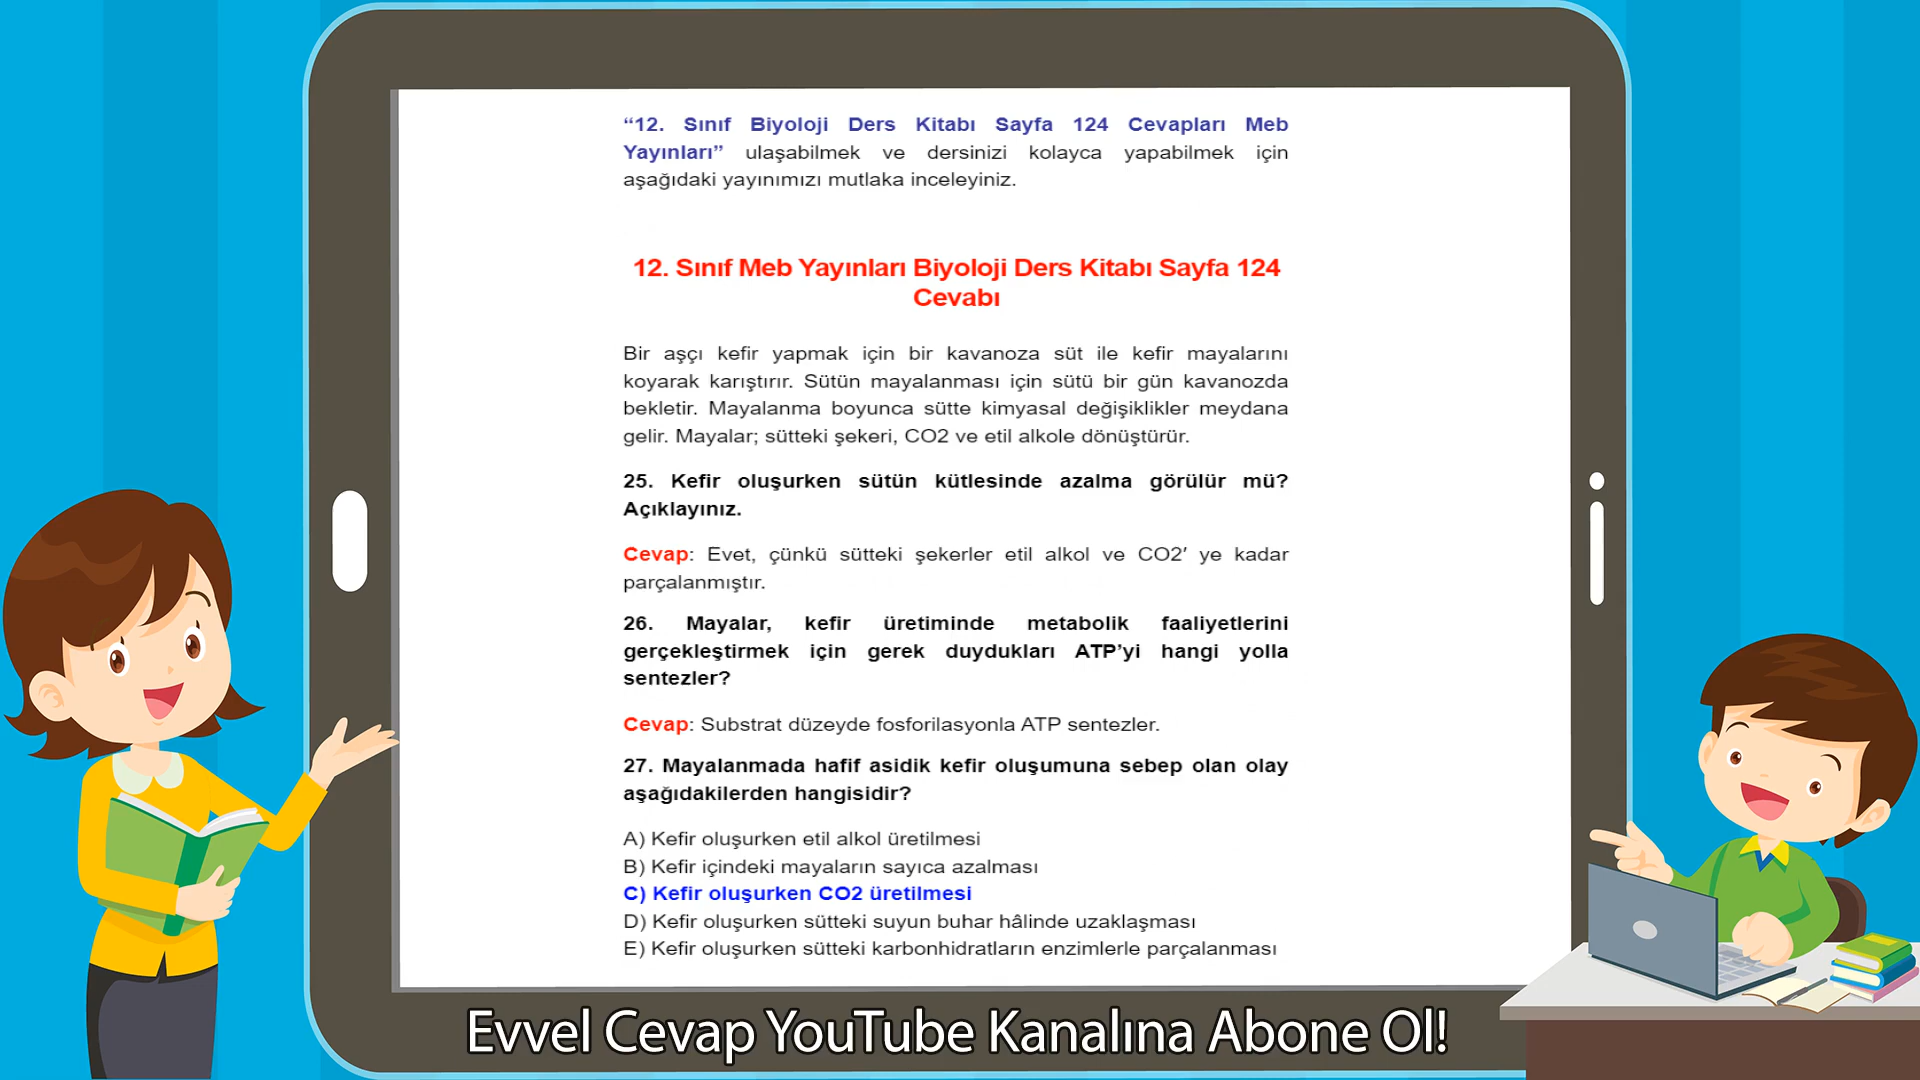 “12. Sınıf Biyoloji Ders Kitabı Sayfa 124 Cevapları Meb
Yayınları” ulaşabilmek ve dersinizi kolayca yapabilmek için
aşağıdaki yayınımızı mutlaka inceleyiniz.
12. Sınıf Meb Yayınları Biyoloji Ders Kitabı Sayfa 124
Cevabı
Bir aşçı kefir yapmak için bir kavanoza süt ile kefir mayalarını
koyarak karıştırır. Sütün mayalanması için sütü bir gün kavanozda
bekletir. Mayalanma boyunca sütte kimyasal değişiklikler meydana
gelir. Mayalar; sütteki şekeri, CO2 ve etil alkole dönüştürür.
25. Kefir oluşurken sütün kütlesinde azalma görülür mü?
Açıklayınız.
Cevap: Evet, çünkü sütteki şekerler etil alkol ve CO2′ ye kadar
parçalanmıştır.
26. Mayalar, kefir üretiminde metabolik faaliyetlerini
gerçekleştirmek için gerek duydukları ATP’yi hangi yolla
sentezler?
Cevap: Substrat düzeyde fosforilasyonla ATP sentezler.
27. Mayalanmada hafif asidik kefir oluşumuna sebep olan olay
aşağıdakilerden hangisidir?
A) Kefir oluşurken etil alkol üretilmesi
B) Kefir içindeki mayaların sayıca azalması
C) Kefir oluşurken CO2 üretilmesi
D) Kefir oluşurken sütteki suyun buhar hâlinde uzaklaşması
E) Kefir oluşurken sütteki karbonhidratların enzimlerle parçalanması
Evvel Cevap YouTube Kanalına Abone Ol!